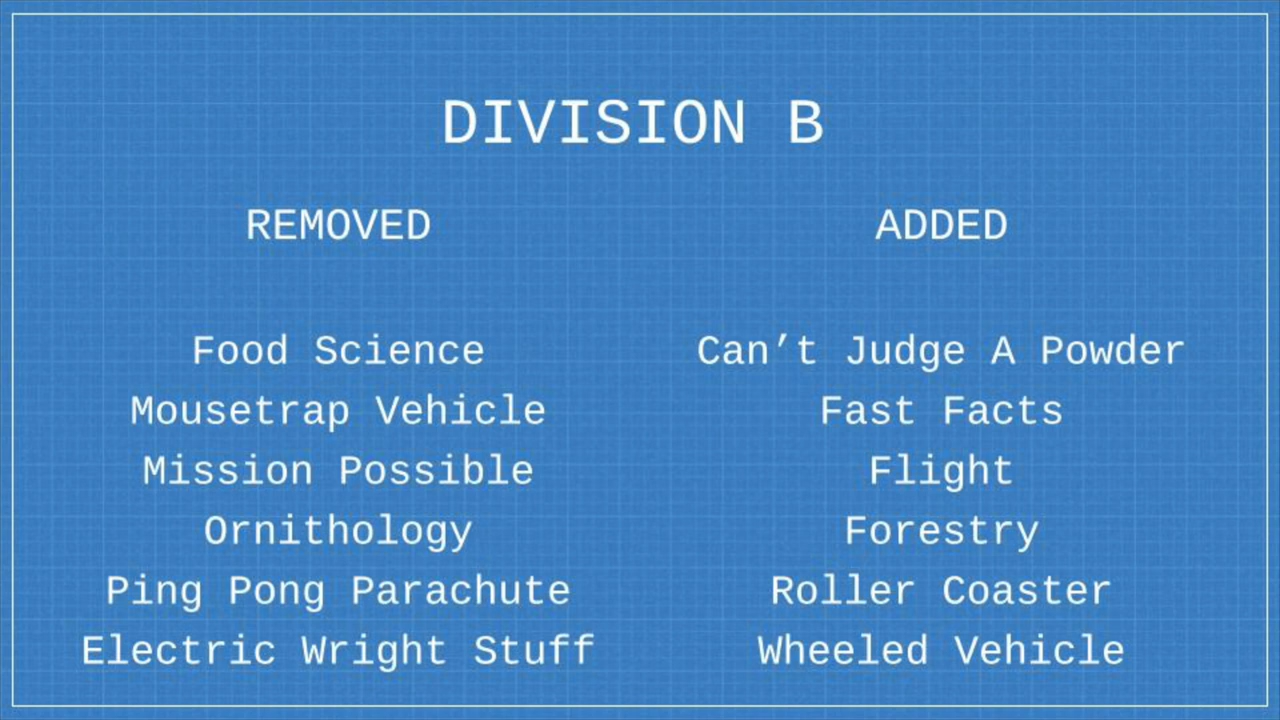 DIVISION B
REMOVED
Food Science
Mousetrap Vehicle
Mission Possible
Ornithology
Ping Pong Parachute
Electric Wright Stuff
ADDED
Can’t Judge A Powder
Fast Facts
Flight
Forestry
Roller Coaster
Wheeled Vehicle